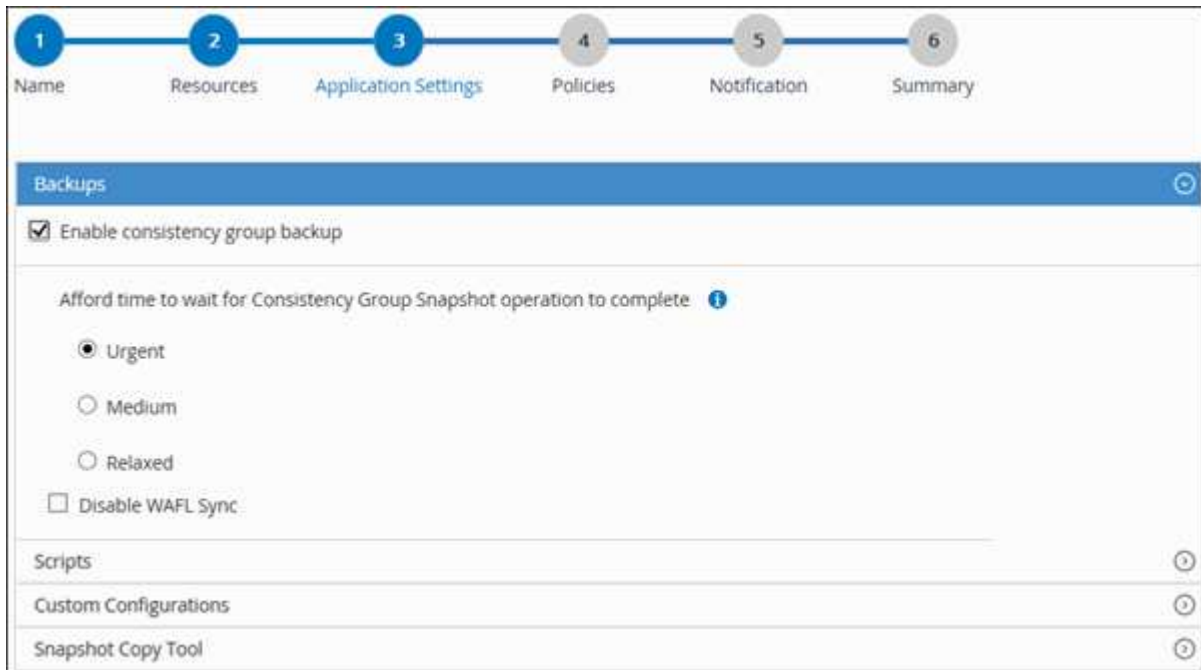 1 2 3 4 5 6
Name Resources Application Settings Policies Notification Summary
Backups
Enable consistency group backup
Afford time to wait for Consistency Group Snapshot operation to complete
Urgent
Medium
Relaxed
Disable WAFL Sync
Scripts
Custom Configurations
Snapshot Copy Tool